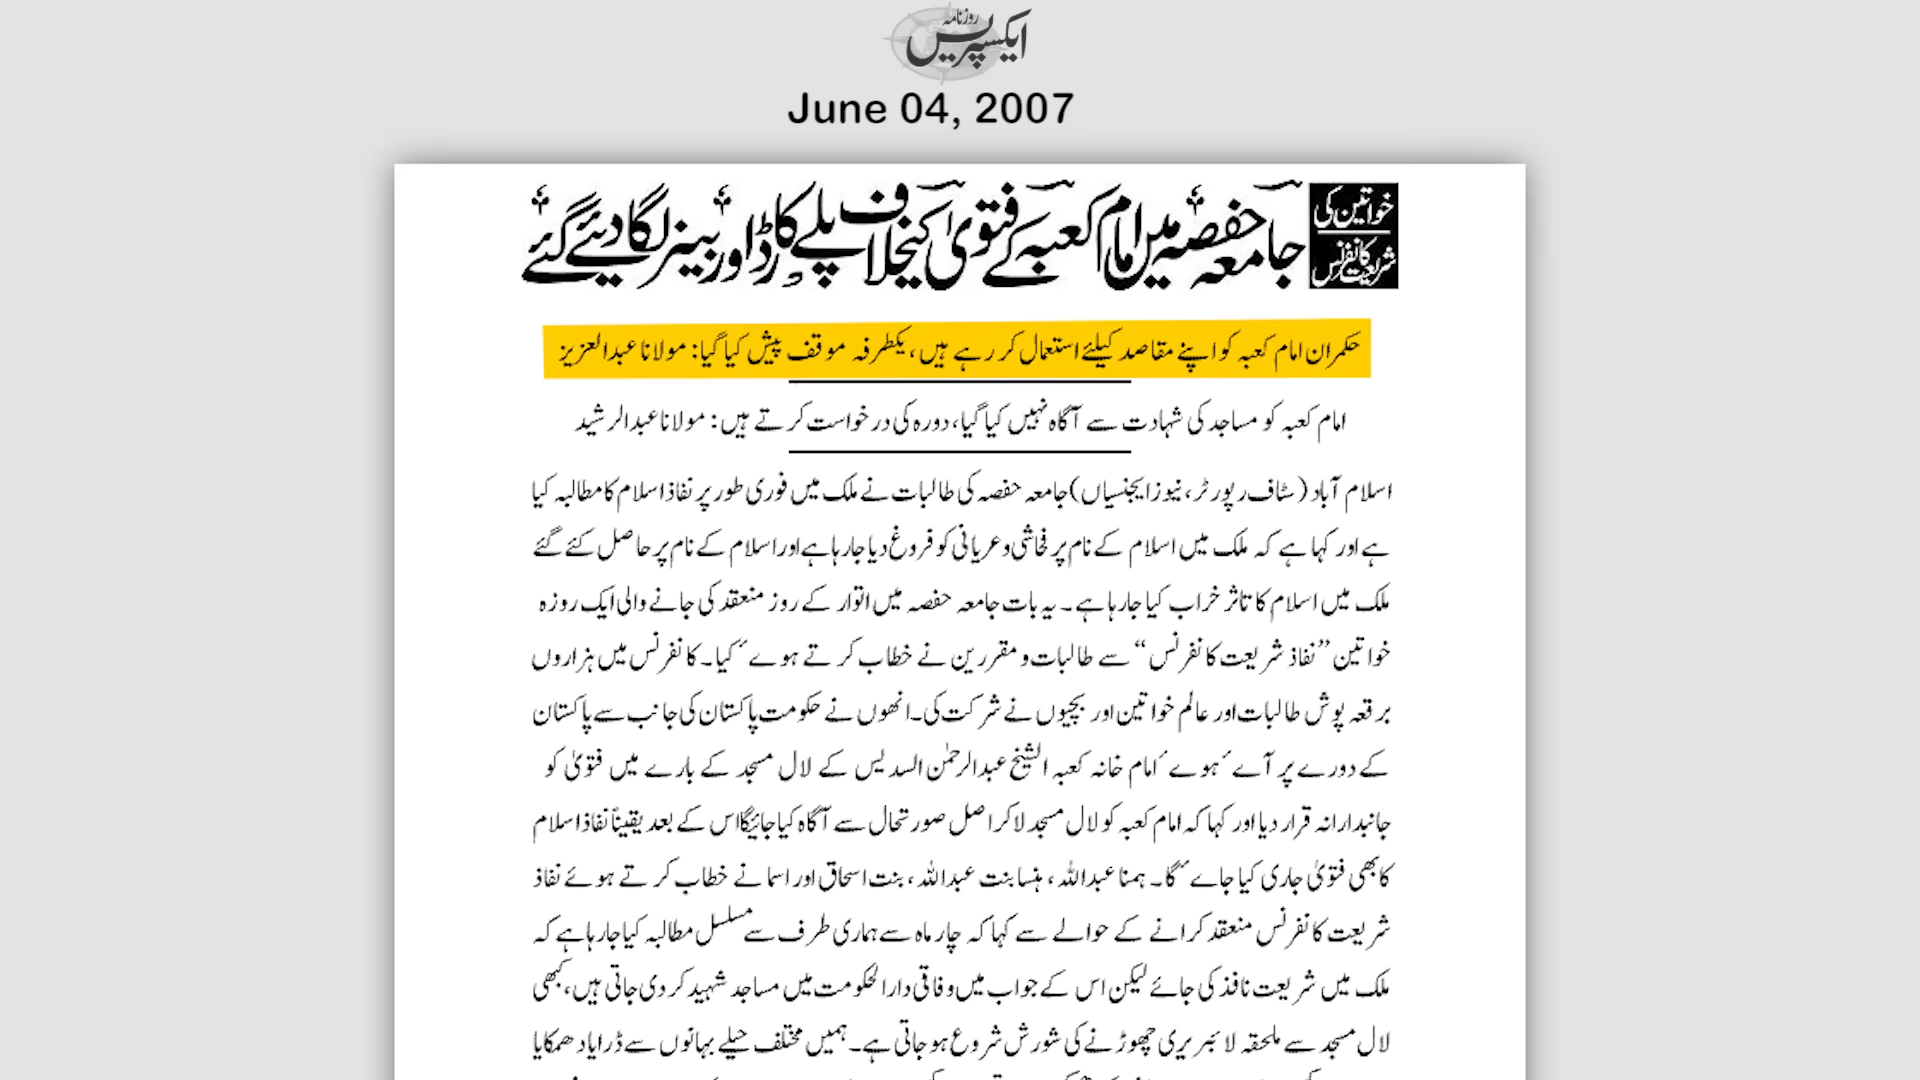 روزنامہ
ایکسپریس
June 04, 2007
خواتین کی
شریعت کانفرنس
جامعہ حفصہ میں امام کعبہ کے فتویٰ کیخلاف پلے کارڈ اور بینر لگا دیئے گئے
حکمران امام کعبہ کو اپنے مقاصد کیلئے استعمال کر رہے ہیں، یکطرفہ موقف پیش کیا گیا: مولانا عبدالعزیز
امام کعبہ کو مساجد کی شہادت سے آگاہ نہیں کیا گیا، دورہ کی درخواست کرتے ہیں: مولانا عبدالرشید
اسلام آباد (سٹاف رپورٹر، نیوز ایجنسیاں) جامعہ حفصہ کی طالبات نے ملک میں فوری طور پر نفاذ اسلام کا مطالبہ کیا
ہے اور کہا ہے کہ ملک میں اسلام کے نام پر فحاشی و عریانی کو فروغ دیا جا رہا ہے اور اسلام کے نام پر حاصل کئے گئے
ملک میں اسلام کا تاثر خراب کیا جا رہا ہے۔ یہ بات جامعہ حفصہ میں اتوار کے روز منعقد کی جانے والی ایک روزہ
خواتین ”نفاذ شریعت کانفرنس“ سے طالبات و مقررین نے خطاب کرتے ہوے ٔ کیا۔ کانفرنس میں ہزاروں
برقعہ پوش طالبات اور عالم خواتین اور بچیوں نے شرکت کی۔ انھوں نے حکومت پاکستان کی جانب سے پاکستان
کے دورے پر آے ٔ ہوے ٔ امام خانہ کعبہ الشیخ عبدالرحمٰن السدیس کے لال مسجد کے بارے میں فتویٰ کو
جانبدارانہ قرار دیا اور کہا کہ امام کعبہ کو لال مسجد لا کر اصل صورتحال سے آگاہ کیا جائیگا اس کے بعد یقیناً نفاذ اسلام
کا بھی فتویٰ جاری کیا جاے ٔ گا۔ ہمنا عبداللہ، ہنسا بنت عبداللہ، بنت اسحاق اور اسما نے خطاب کرتے ہوئے نفاذ
شریعت کانفرنس منعقد کرانے کے حوالے سے کہا کہ چار ماہ سے ہماری طرف سے مسلسل مطالبہ کیا جا رہا ہے کہ
ملک میں شریعت نافذ کی جائے لیکن اس کے جواب میں وفاقی دارالحکومت میں مساجد شہید کر دی جاتی ہیں، کبھی
لال مسجد سے ملحقہ لائبریری چھوڑنے کی شورش شروع ہو جاتی ہے۔ ہمیں مختلف حیلے بہانوں سے ڈرایا دھمکایا